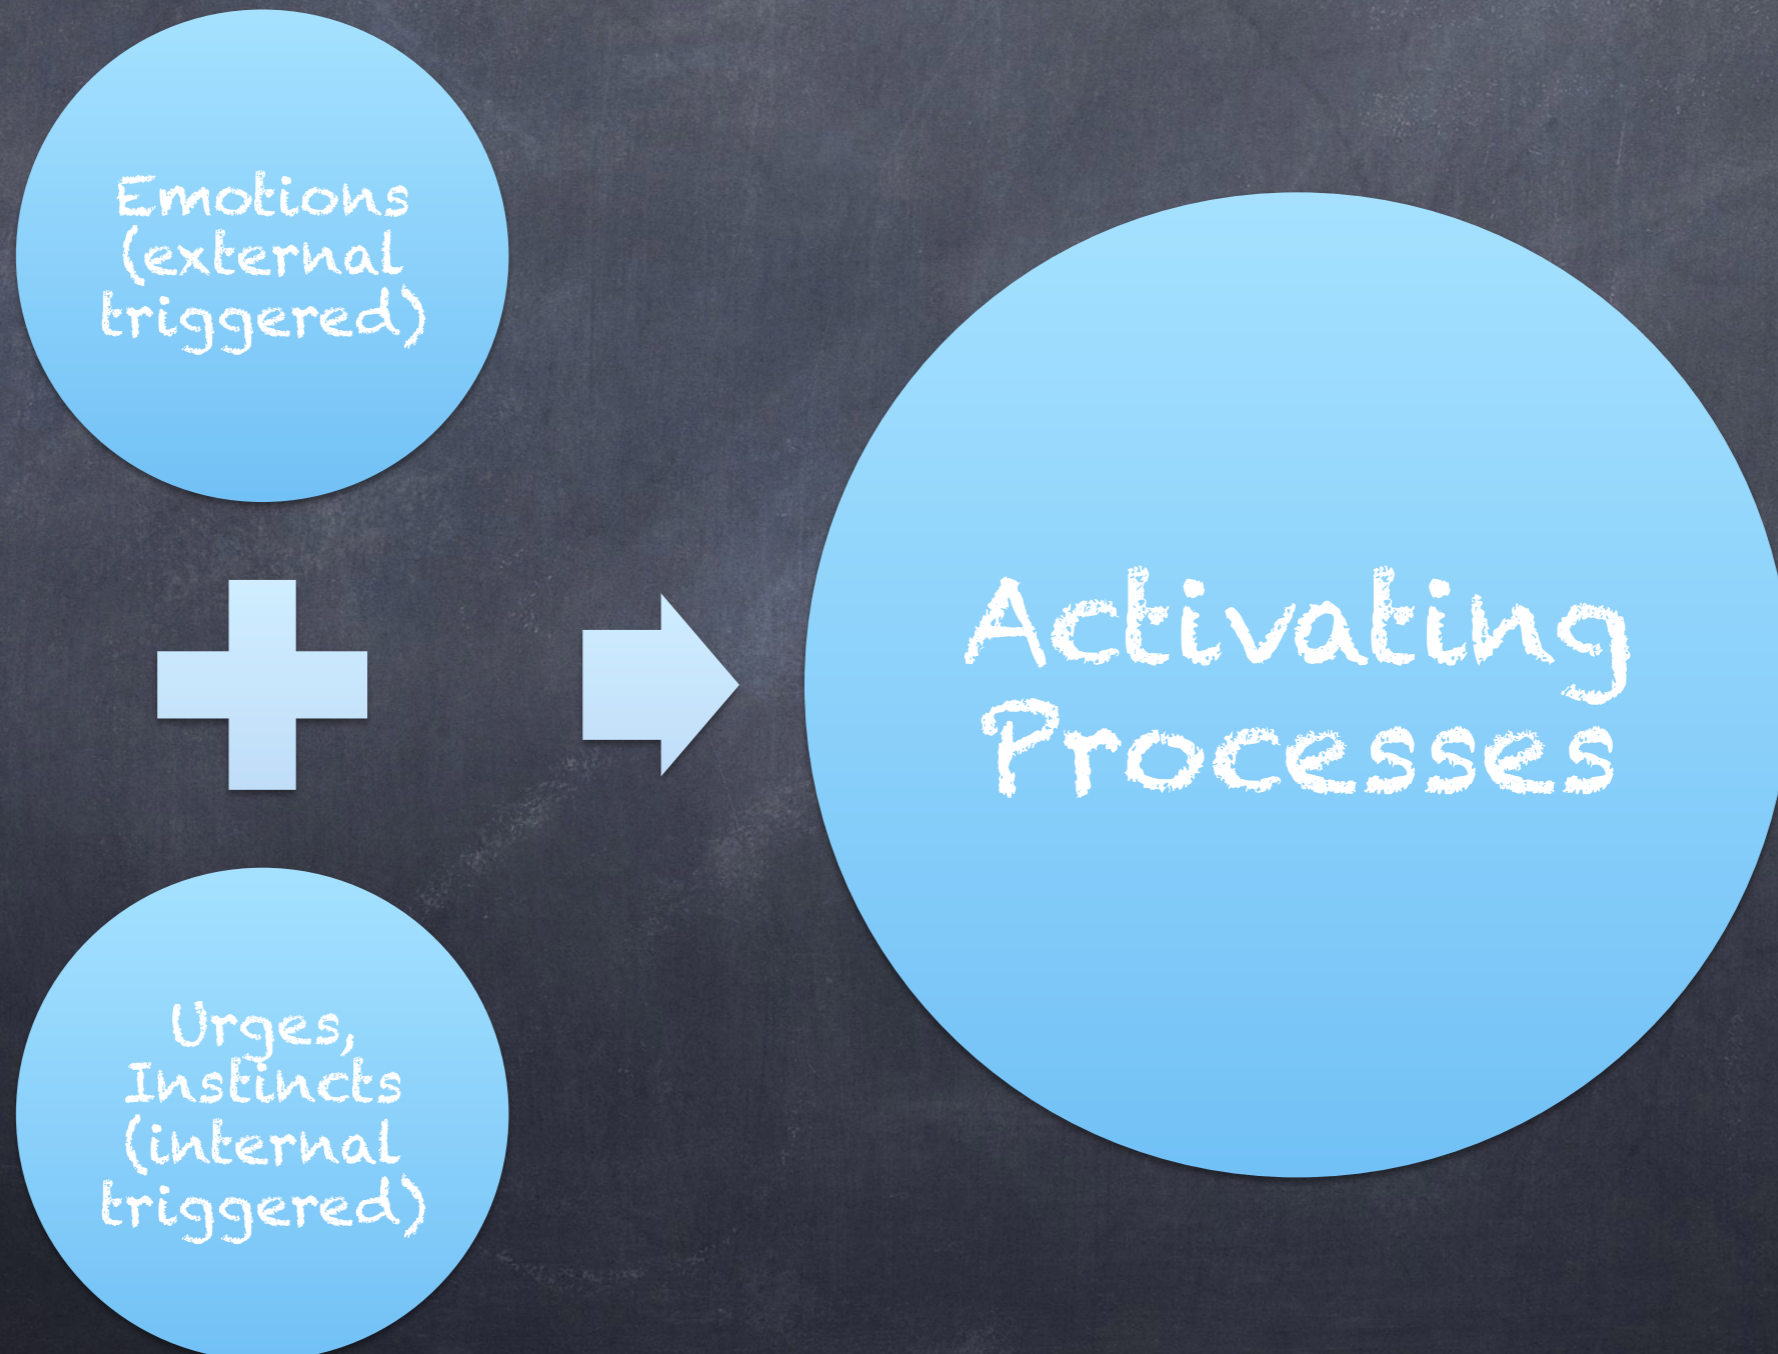 Emotions
(external
triggered)
Urges,
Instincts
(internal
triggered)
Activating
Processes